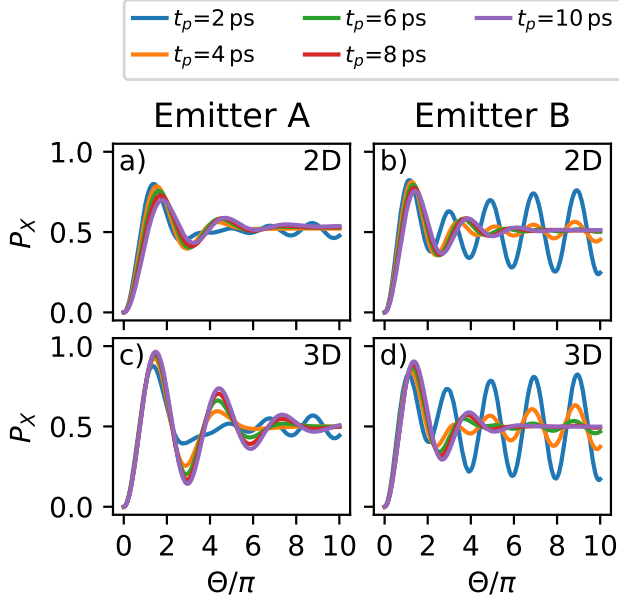 t_p=2 ps t_p=6 ps t_p=10 ps
t_p=4 ps t_p=8 ps
Emitter A Emitter B
a) 2D b) 2D
1.0
0.5
0.0
P_X
c) 3D d) 3D
1.0
0.5
0.0
P_X
0 2 4 6 8 10 0 2 4 6 8 10
Θ/π Θ/π